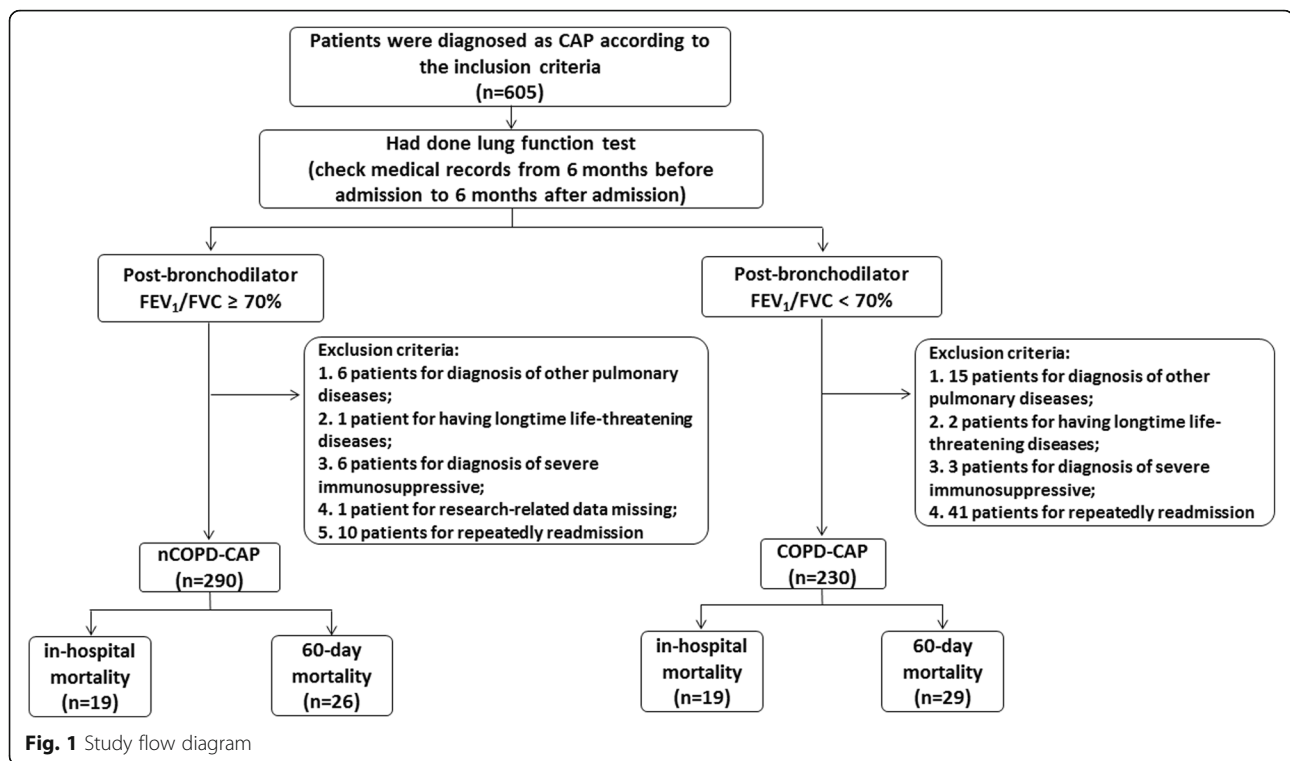 Patients were diagnosed as CAP according to
the inclusion criteria
(n=605)
Had done lung function test
(check medical records from 6 months before
admission to 6 months after admission)
Post-bronchodilator
FEV₁/FVC ≥ 70%
Post-bronchodilator
FEV₁/FVC < 70%
Exclusion criteria:
1. 6 patients for diagnosis of other pulmonary
diseases;
2. 1 patient for having longtime life-threatening
diseases;
3. 6 patients for diagnosis of severe
immunosuppressive;
4. 1 patient for research-related data missing;
5. 10 patients for repeatedly readmission
Exclusion criteria:
1. 15 patients for diagnosis of other
pulmonary diseases;
2. 2 patients for having longtime life-
threatening diseases;
3. 3 patients for diagnosis of severe
immunosuppressive;
4. 41 patients for repeatedly readmission
nCOPD-CAP
(n=290)
COPD-CAP
(n=230)
in-hospital
mortality
(n=19)
60-day
mortality
(n=26)
in-hospital
mortality
(n=19)
60-day
mortality
(n=29)
Fig. 1 Study flow diagram